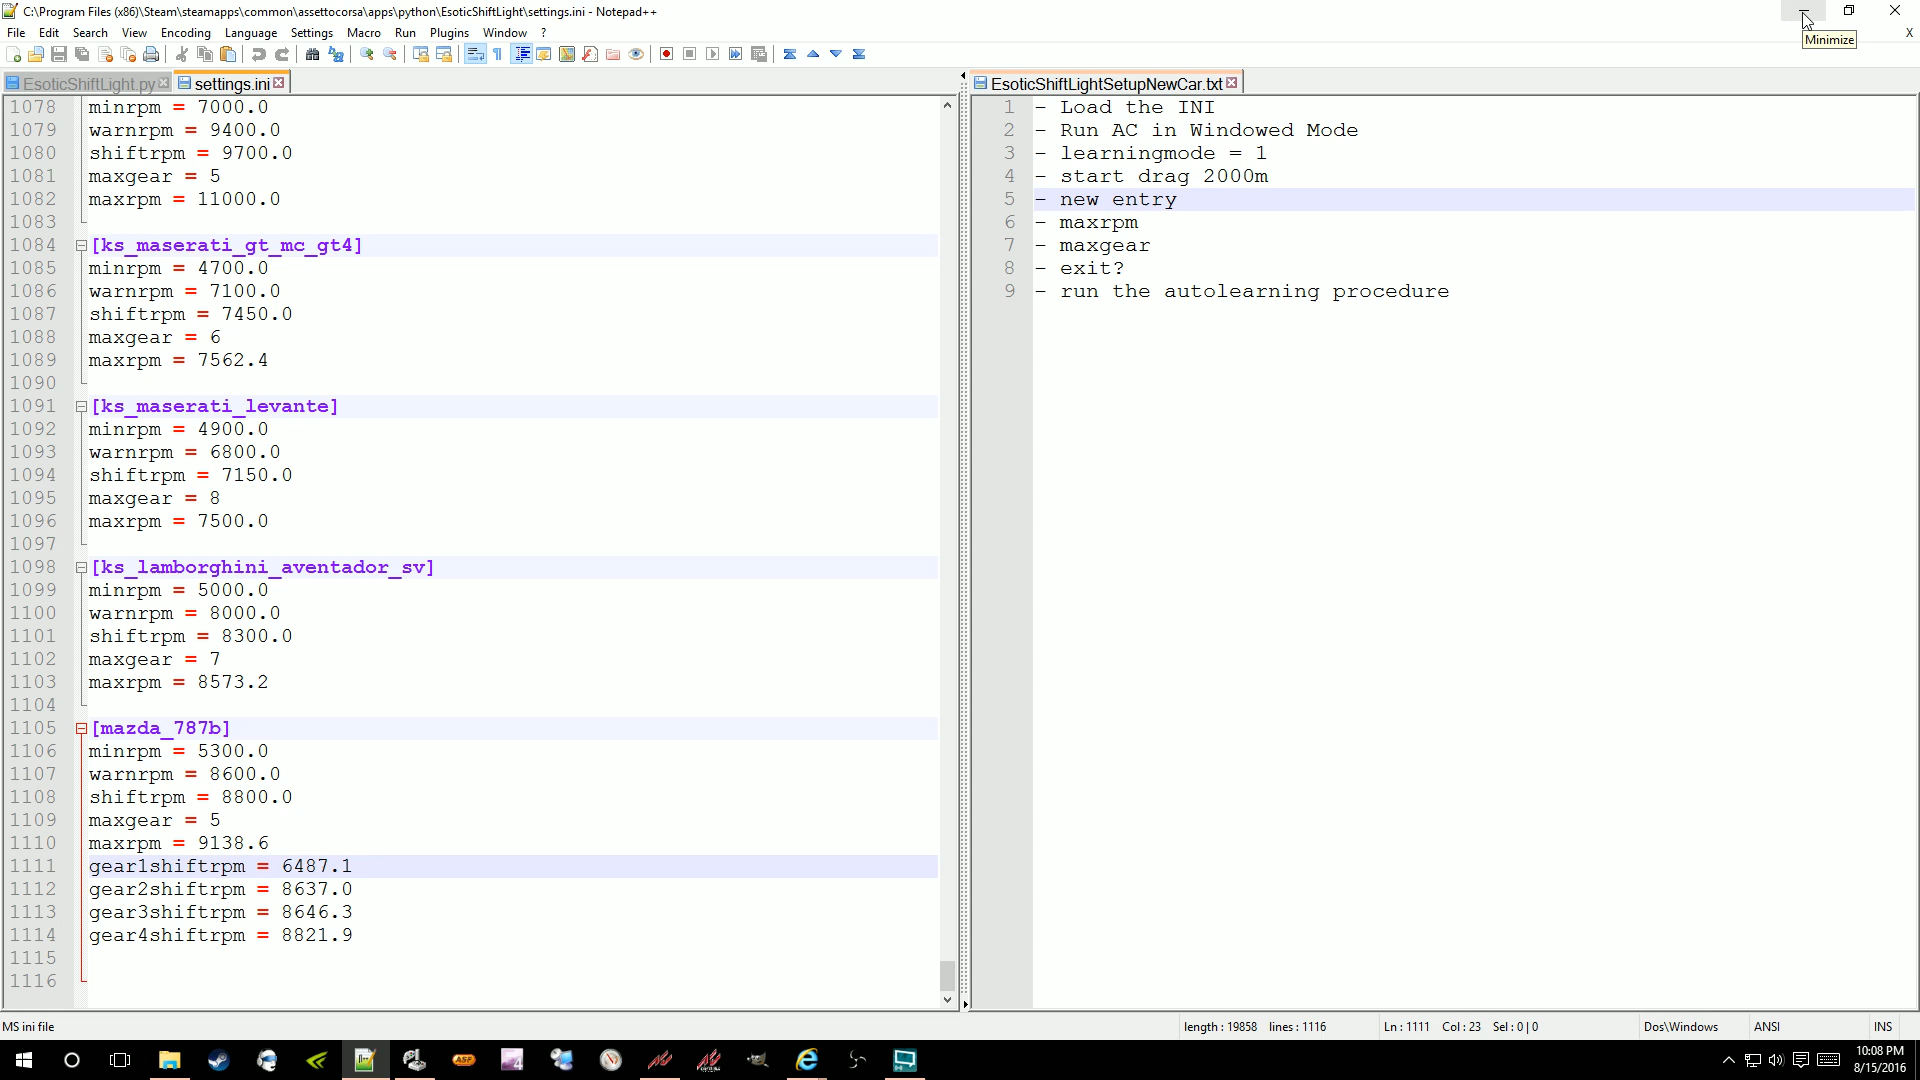 C:\Program Files (x86)\Steam\steamapps\common\assettocorsa\apps\python\EsoticShiftLight\settings.ini - Notepad++
Minimize
File Edit Search View Encoding Language Settings Macro Run Plugins Window ? X
EsoticShiftLight.py settings.ini
1078 minrpm = 7000.0
1079 warnrpm = 9400.0
1080 shiftrpm = 9700.0
1081 maxgear = 5
1082 maxrpm = 11000.0
1083
1084 [ks_maserati_gt_mc_gt4]
1085 minrpm = 4700.0
1086 warnrpm = 7100.0
1087 shiftrpm = 7450.0
1088 maxgear = 6
1089 maxrpm = 7562.4
1090
1091 [ks_maserati_levante]
1092 minrpm = 4900.0
1093 warnrpm = 6800.0
1094 shiftrpm = 7150.0
1095 maxgear = 8
1096 maxrpm = 7500.0
1097
1098 [ks_lamborghini_aventador_sv]
1099 minrpm = 5000.0
1100 warnrpm = 8000.0
1101 shiftrpm = 8300.0
1102 maxgear = 7
1103 maxrpm = 8573.2
1104
1105 [mazda_787b]
1106 minrpm = 5300.0
1107 warnrpm = 8600.0
1108 shiftrpm = 8800.0
1109 maxgear = 5
1110 maxrpm = 9138.6
1111 gear1shiftrpm = 6487.1
1112 gear2shiftrpm = 8637.0
1113 gear3shiftrpm = 8646.3
1114 gear4shiftrpm = 8821.9
1115
1116
EsoticShiftLightSetupNewCar.txt
1 - Load the INI
2 - Run AC in Windowed Mode
3 - learningmode = 1
4 - start drag 2000m
5 - new entry
6 - maxrpm
7 - maxgear
8 - exit?
9 - run the autolearning procedure
MS ini file length : 19858 lines : 1116 Ln : 1111 Col : 23 Sel : 0 | 0 Dos\Windows ANSI INS
10:08 PM
8/15/2016